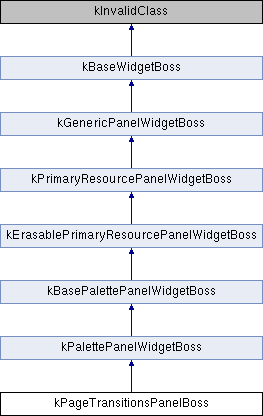 kInvalidClass
kBaseWidgetBoss
kGenericPanelWidgetBoss
kPrimaryResourcePanelWidgetBoss
kErasablePrimaryResourcePanelWidgetBoss
kBasePalettePanelWidgetBoss
kPalettePanelWidgetBoss
kPageTransitionsPanelBoss